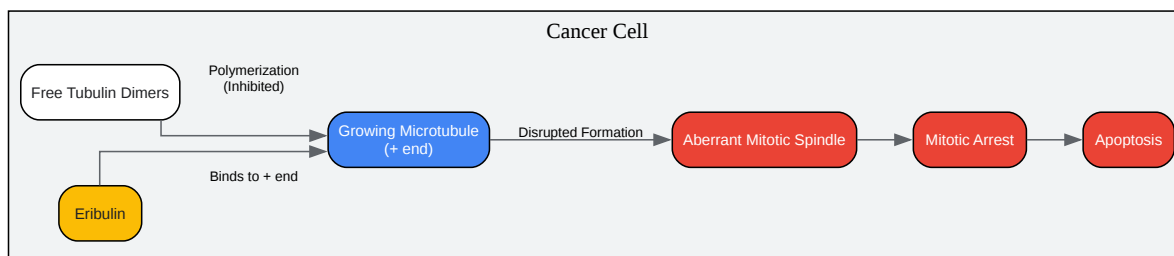 Cancer Cell
Free Tubulin Dimers
Polymerization
(Inhibited)
Growing Microtubule
(+ end)
Disrupted Formation
Aberrant Mitotic Spindle
Mitotic Arrest
Apoptosis
Binds to + end
Eribulin